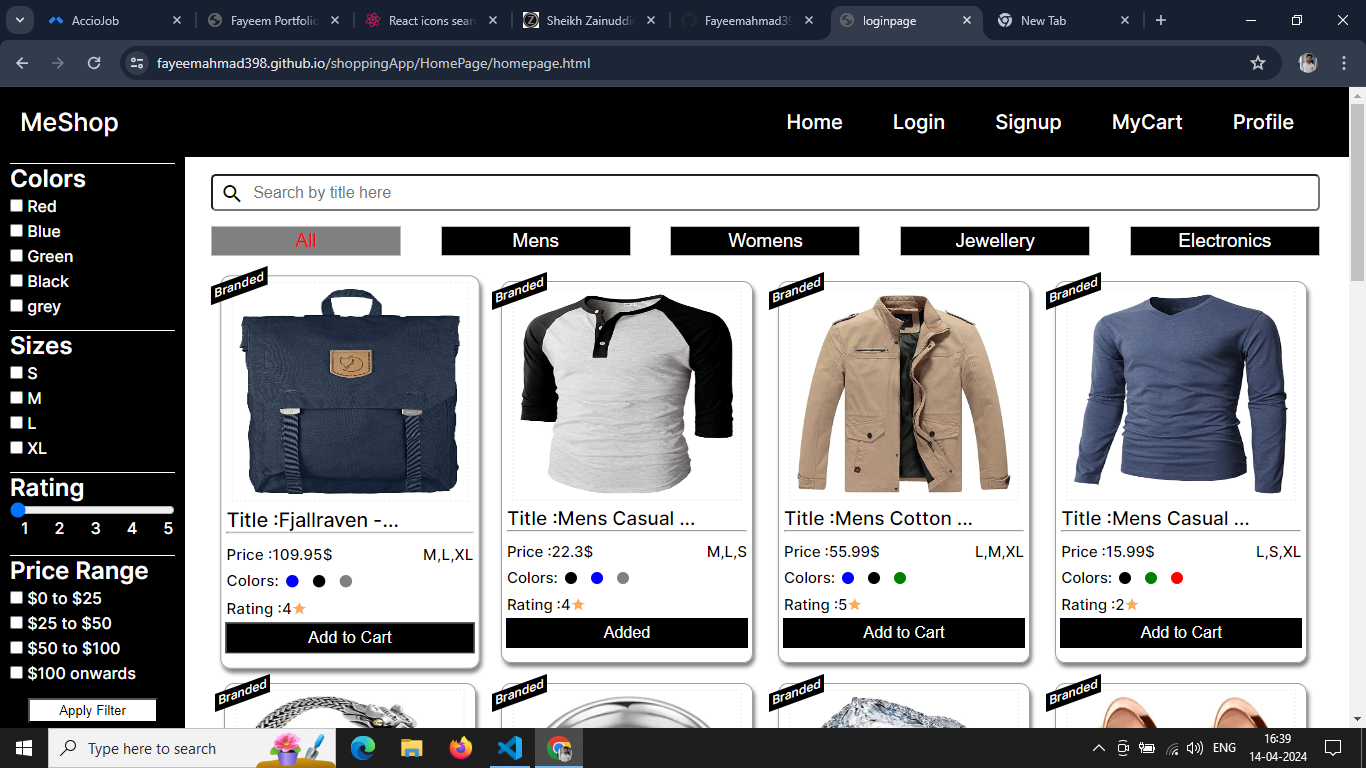 AccioJob
Fayeem Portfolio
React icons sear
Sheikh Zainuddi
Fayeemahmad39
loginpage
New Tab
fayeemahmad398.github.io/shoppingApp/HomePage/homepage.html
MeShop
Home
Login
Signup
MyCart
Profile
Colors
Red
Blue
Green
Black
grey
Sizes
S
M
L
XL
Rating
1 2 3 4 5
Price Range
$0 to $25
$25 to $50
$50 to $100
$100 onwards
Apply Filter
Search by title here
All
Mens
Womens
Jewellery
Electronics
Branded
Title :Fjallraven -...
Price :109.95$ M,L,XL
Colors:
Rating :4
Add to Cart
Branded
Title :Mens Casual ...
Price :22.3$ M,L,S
Colors:
Rating :4
Added
Branded
Title :Mens Cotton ...
Price :55.99$ L,M,XL
Colors:
Rating :5
Add to Cart
Branded
Title :Mens Casual ...
Price :15.99$ L,S,XL
Colors:
Rating :2
Add to Cart
Branded
Branded
Branded
Branded
Type here to search
ENG
16:39
14-04-2024